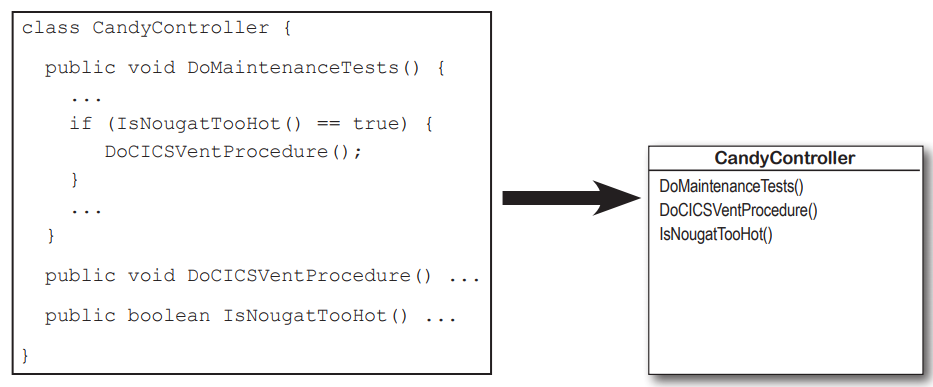 class CandyController {
public void DoMaintenanceTests() {
...
if (IsNougatTooHot() == true) {
DoCICSVentProcedure();
}
...
}
public void DoCICSVentProcedure() ...
public boolean IsNougatTooHot() ...
}
CandyController
DoMaintenanceTests()
DoCICSVentProcedure()
IsNougatTooHot()